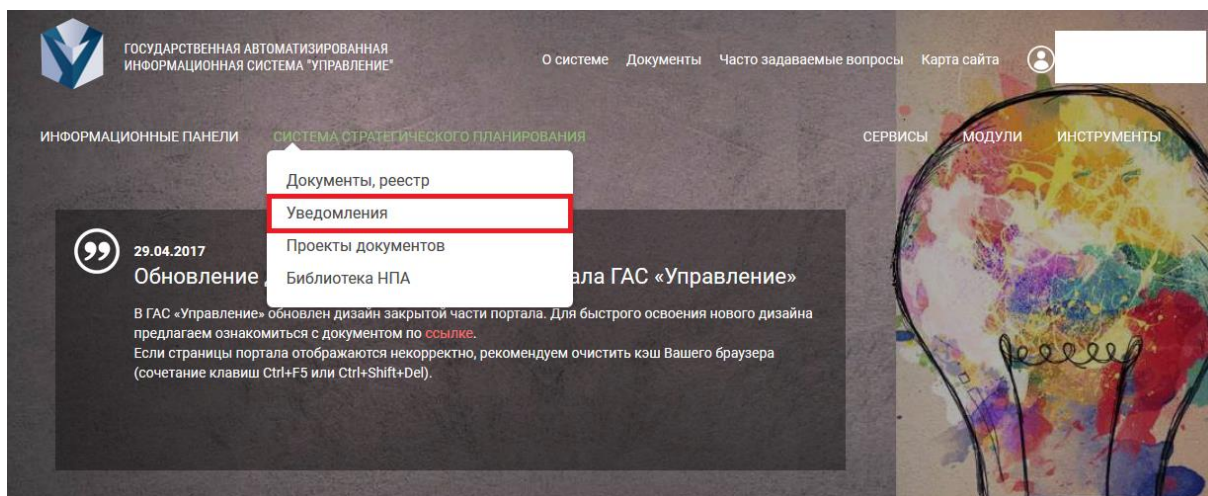 ГОСУДАРСТВЕННАЯ АВТОМАТИЗИРОВАННАЯ
ИНФОРМАЦИОННАЯ СИСТЕМА "УПРАВЛЕНИЕ"
О системе Документы Часто задаваемые вопросы Карта сайта
ИНФОРМАЦИОННЫЕ ПАНЕЛИ СИСТЕМА СТРАТЕГИЧЕСКОГО ПЛАНИРОВАНИЯ СЕРВИСЫ МОДУЛИ ИНСТРУМЕНТЫ
Документы, реестр
Уведомления
Проекты документов
Библиотека НПА
29.04.2017
Обновление ала ГАС «Управление»
В ГАС «Управление» обновлен дизайн закрытой части портала. Для быстрого освоения нового дизайна
предлагаем ознакомиться с документом по ссылке.
Если страницы портала отображаются некорректно, рекомендуем очистить кэш Вашего браузера
(сочетание клавиш Ctrl+F5 или Ctrl+Shift+Del).